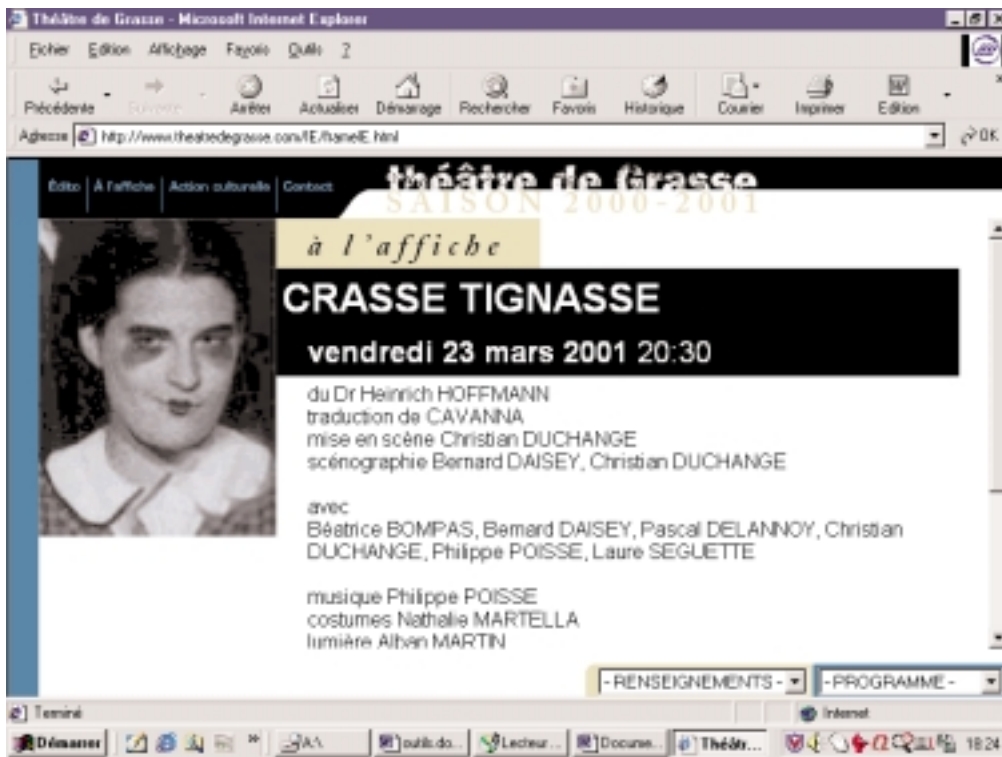 Théâtre de Grasse - Microsoft Internet Explorer
Fichier Edition Affichage Favoris Outils ?
Précédente Suivante Arrêter Actualiser Démarrage Rechercher Favoris Historique Courrier Imprimer Edition
Adresse http://www.theatredegrasse.com/IE/frameIE.html OK
Édito À l'affiche Action culturelle Contact
théâtre de Grasse
SAISON 2000-2001
à l'affiche
CRASSE TIGNASSE
vendredi 23 mars 2001 20:30
du Dr Heinrich HOFFMANN
traduction de CAVANNA
mise en scène Christian DUCHANGE
scénographie Bernard DAISEY, Christian DUCHANGE
avec
Béatrice BOMPAS, Bernard DAISEY, Pascal DELANNOY, Christian
DUCHANGE, Philippe POISSE, Laure SEGUETTE
musique Philippe POISSE
costumes Nathalie MARTELLA
lumière Alban MARTIN
- RENSEIGNEMENTS - - PROGRAMME -
Terminé Internet
Démarrer A:\ outils.do... Lecteur ... Docume... Théâtr... 18:24